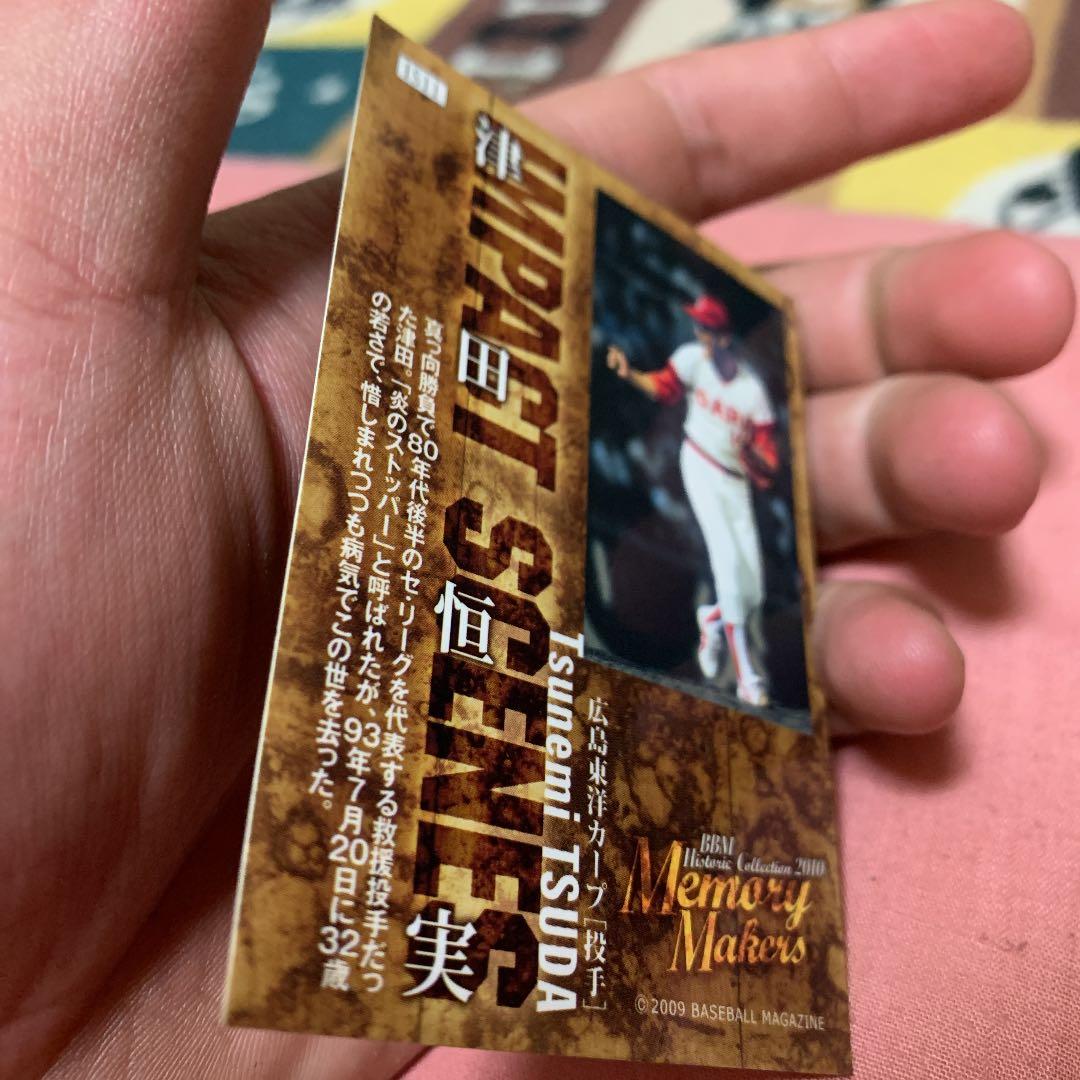 IS11
IMPACT SCENES
津田恒実
Tsunemi TSUDA
広島東洋カープ［投手］
真っ向勝負で80年代後半のセ・リーグを代表する救援投手だっ
た津田。「炎のストッパー」と呼ばれたが、93年7月20日に32歳
の若さで、惜しまれつつも病気でこの世を去った。
BBM
Historic Collection 2010
Memory
Makers
©2009 BASEBALL MAGAZINE